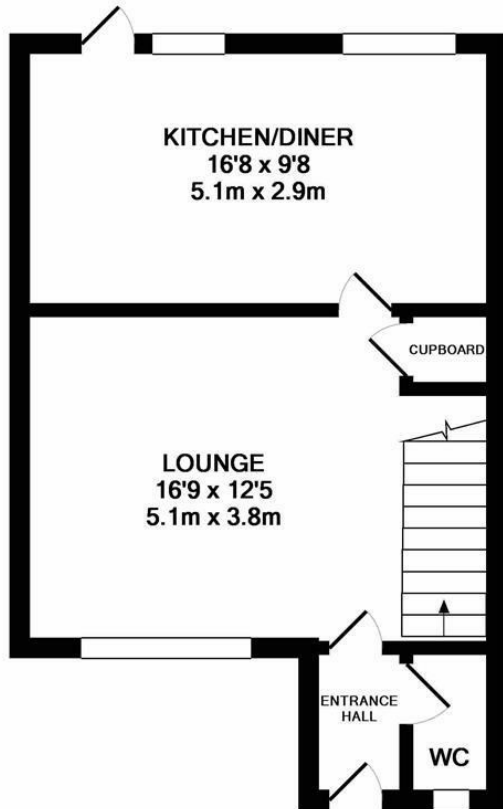 KITCHEN/DINER
16'8 x 9'8
5.1m x 2.9m
CUPBOARD
LOUNGE
16'9 x 12'5
5.1m x 3.8m
ENTRANCE
HALL
WC